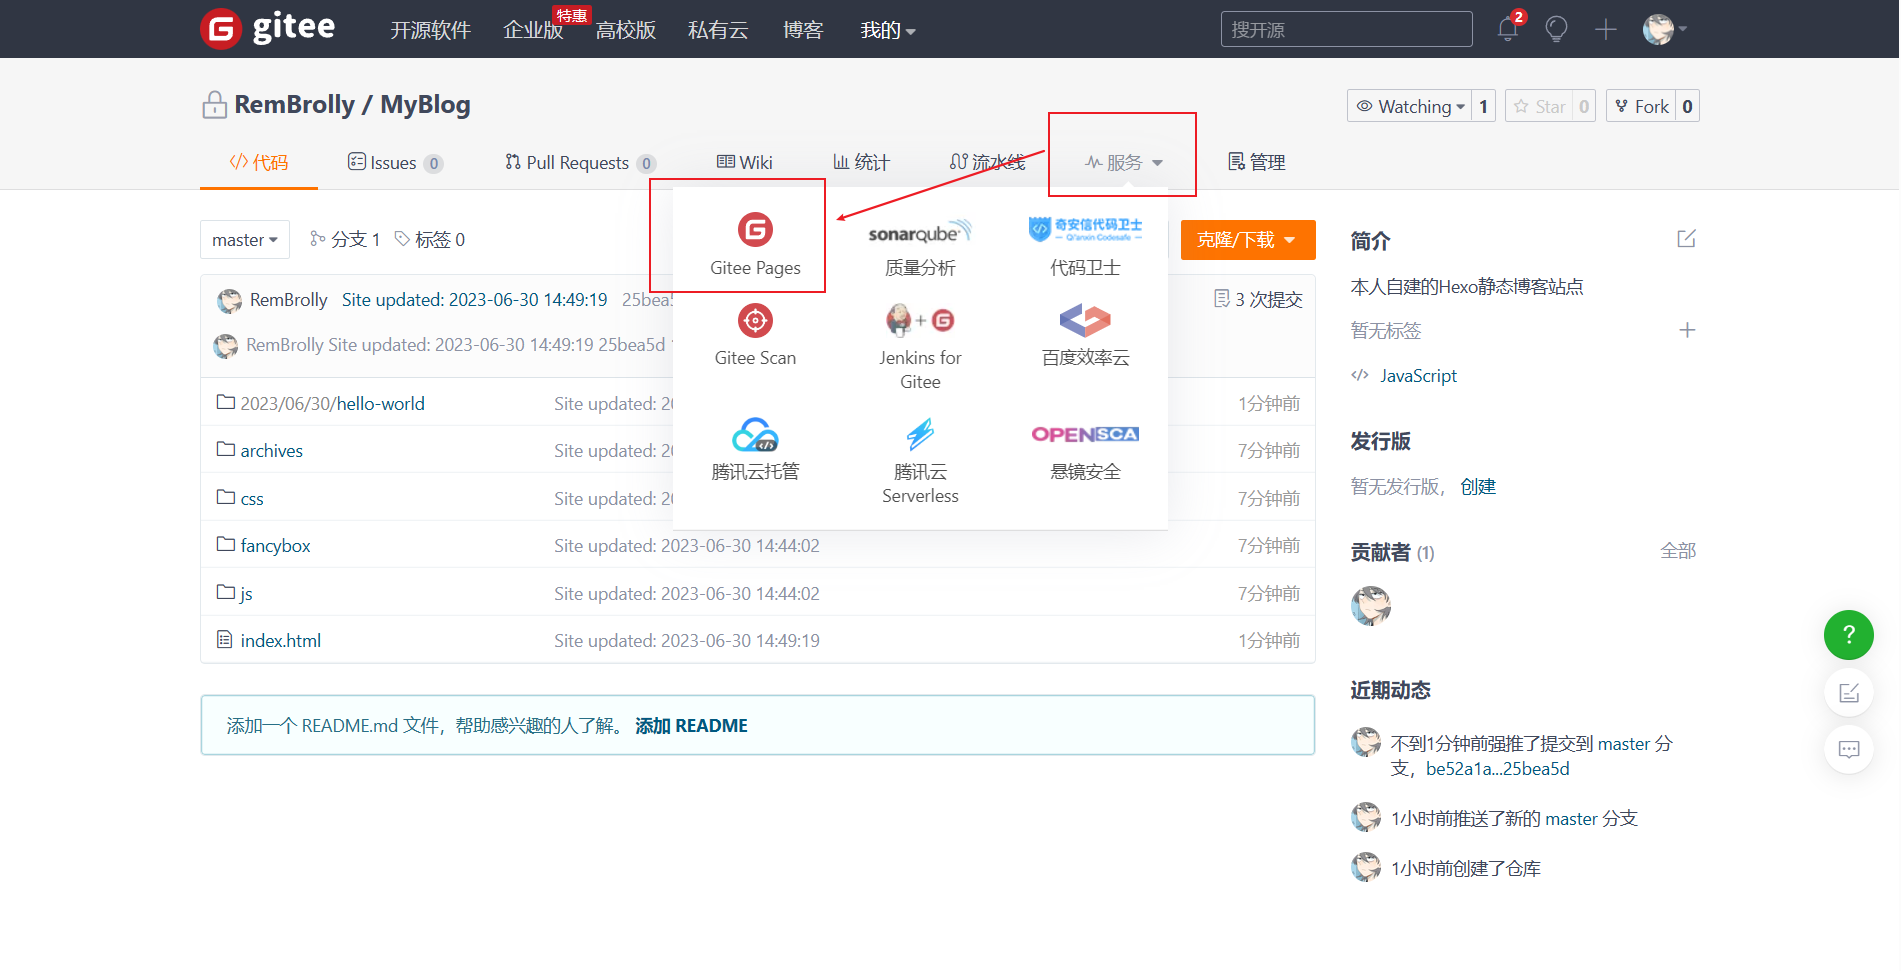 gitee
开源软件
企业版
特惠
高校版
私有云
博客
我的
搜开源
2
RemBrolly / MyBlog
Watching 1
Star 0
Fork 0
代码
Issues 0
Pull Requests 0
Wiki
统计
流水线
服务
管理
master
分支 1
标签 0
克隆/下载
Gitee Pages
sonarqube
质量分析
奇安信代码卫士
Qi'anxin Codesafe
代码卫士
Gitee Scan
+
Jenkins for
Gitee
百度效率云
腾讯云托管
腾讯云
Serverless
OPENSCA
悬镜安全
RemBrolly Site updated: 2023-06-30 14:49:19 25bea5
3 次提交
RemBrolly Site updated: 2023-06-30 14:49:19 25bea5d
2023/06/30/hello-world Site updated: 20 1分钟前
archives Site updated: 20 7分钟前
css Site updated: 20 7分钟前
fancybox Site updated: 2023-06-30 14:44:02 7分钟前
js Site updated: 2023-06-30 14:44:02 7分钟前
index.html Site updated: 2023-06-30 14:49:19 1分钟前
添加一个 README.md 文件，帮助感兴趣的人了解。 添加 README
简介
本人自建的Hexo静态博客站点
暂无标签
JavaScript
发行版
暂无发行版， 创建
贡献者 (1) 全部
近期动态
不到1分钟前强推了提交到 master 分
支，be52a1a...25bea5d
1小时前推送了新的 master 分支
1小时前创建了仓库
?